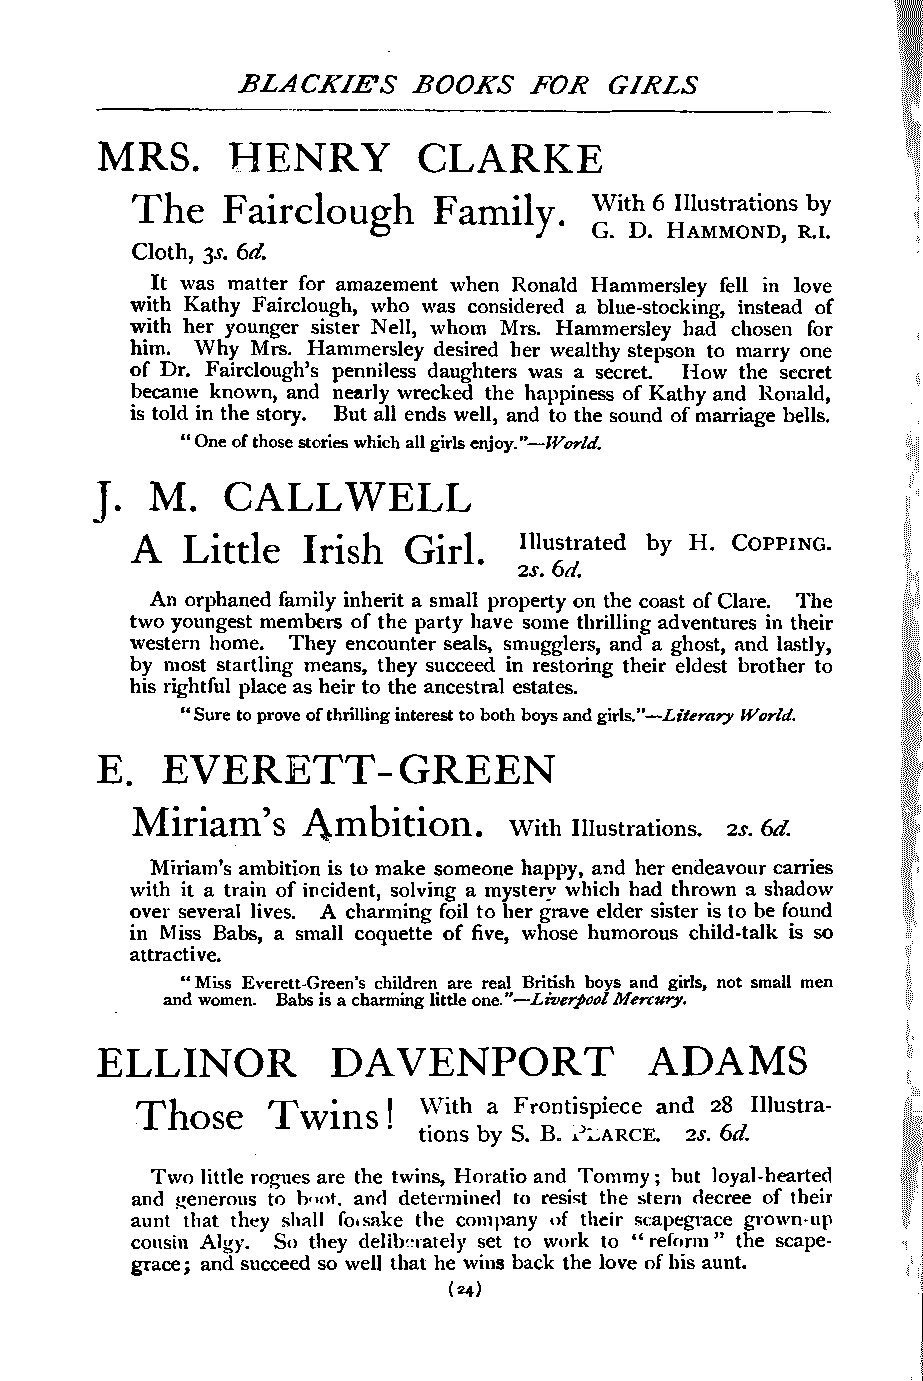 BLACKIE'S BOOKS FOR GIRLS
MRS. HENRY CLARKE
The Fairclough Family. With 6 Illustrations by
G. D. HAMMOND, R.I.
Cloth, 3s. 6d.
It was matter for amazement when Ronald Hammersley fell in love
with Kathy Fairclough, who was considered a blue-stocking, instead of
with her younger sister Nell, whom Mrs. Hammersley had chosen for
him. Why Mrs. Hammersley desired her wealthy stepson to marry one
of Dr. Fairclough's penniless daughters was a secret. How the secret
became known, and nearly wrecked the happiness of Kathy and Ronald,
is told in the story. But all ends well, and to the sound of marriage bells.
"One of those stories which all girls enjoy."—World.
J. M. CALLWELL
A Little Irish Girl. Illustrated by H. COPPING.
2s. 6d.
An orphaned family inherit a small property on the coast of Clare. The
two youngest members of the party have some thrilling adventures in their
western home. They encounter seals, smugglers, and a ghost, and lastly,
by most startling means, they succeed in restoring their eldest brother to
his rightful place as heir to the ancestral estates.
"Sure to prove of thrilling interest to both boys and girls."—Literary World.
E. EVERETT-GREEN
Miriam's Ambition. With Illustrations. 2s. 6d.
Miriam's ambition is to make someone happy, and her endeavour carries
with it a train of incident, solving a mystery which had thrown a shadow
over several lives. A charming foil to her grave elder sister is to be found
in Miss Babs, a small coquette of five, whose humorous child-talk is so
attractive.
"Miss Everett-Green's children are real British boys and girls, not small men
and women. Babs is a charming little one."—Liverpool Mercury.
ELLINOR DAVENPORT ADAMS
Those Twins! With a Frontispiece and 28 Illustra-
tions by S. B. PEARCE. 2s. 6d.
Two little rogues are the twins, Horatio and Tommy; but loyal-hearted
and generous to boot, and determined to resist the stern decree of their
aunt that they shall forsake the company of their scapegrace grown-up
cousin Algy. So they deliberately set to work to "reform" the scape-
grace; and succeed so well that he wins back the love of his aunt.
(24)